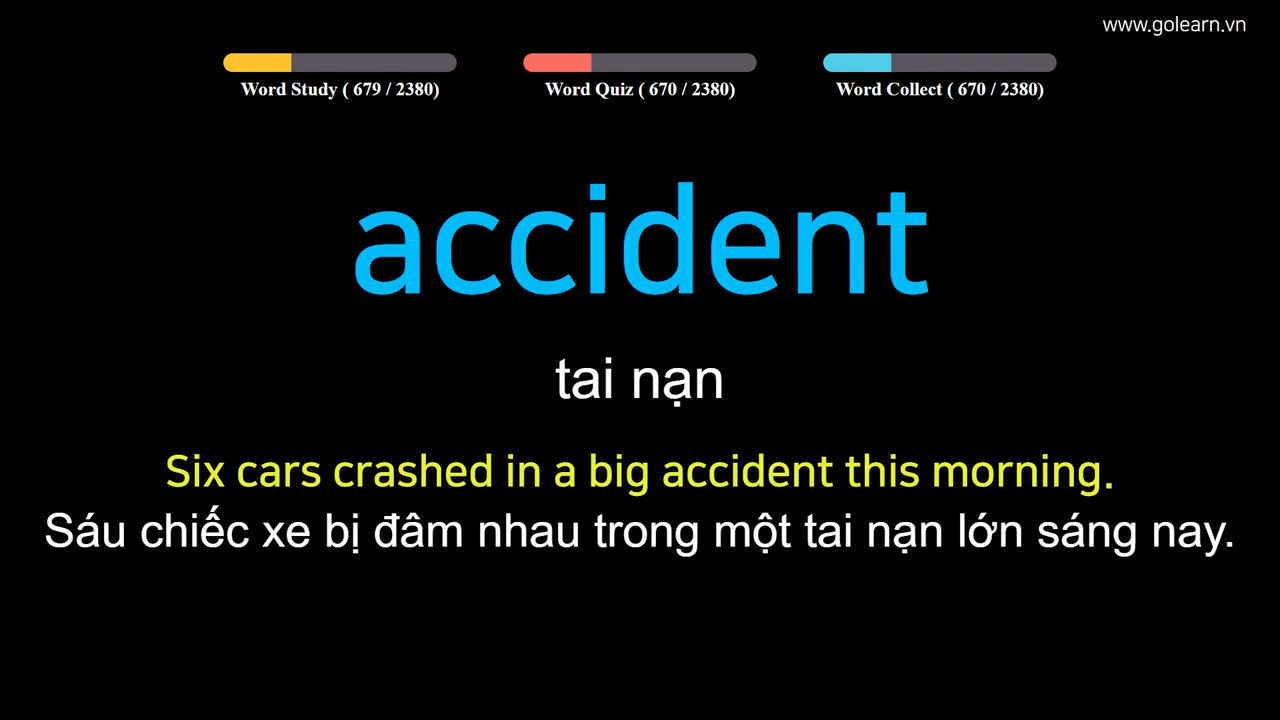 www.golearn.vn
Word Study ( 679 / 2380)
Word Quiz ( 670 / 2380)
Word Collect ( 670 / 2380)
accident
tai nạn
Six cars crashed in a big accident this morning.
Sáu chiếc xe bị đâm nhau trong một tai nạn lớn sáng nay.